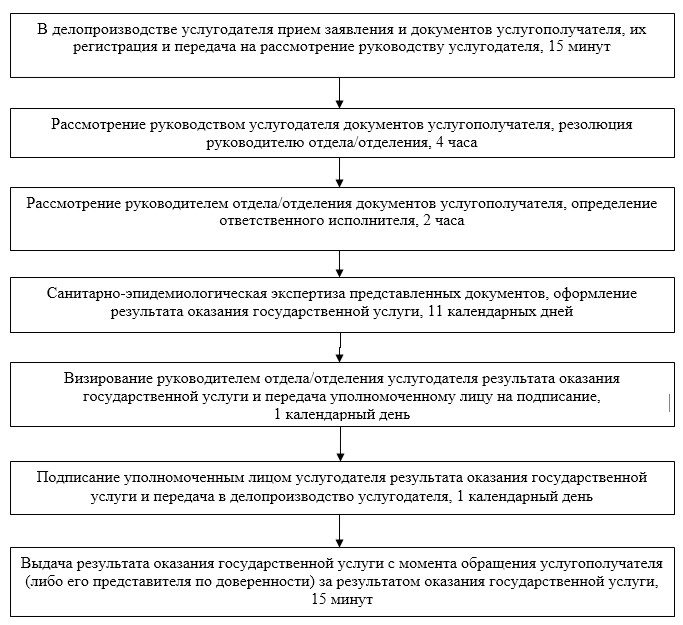 В делопроизводстве услугодателя прием заявления и документов услугополучателя, их
регистрация и передача на рассмотрение руководству услугодателя, 15 минут
Рассмотрение руководством услугодателя документов услугополучателя, резолюция
руководителю отдела/отделения, 4 часа
Рассмотрение руководителем отдела/отделения документов услугополучателя, определение
ответственного исполнителя, 2 часа
Санитарно-эпидемиологическая экспертиза представленных документов, оформление
результата оказания государственной услуги, 11 календарных дней
Визирование руководителем отдела/отделения услугодателя результата оказания
государственной услуги и передача уполномоченному лицу на подписание,
1 календарный день
Подписание уполномоченным лицом услугодателя результата оказания государственной
услуги и передача в делопроизводство услугодателя, 1 календарный день
Выдача результата оказания государственной услуги с момента обращения услугополучателя
(либо его представителя по доверенности) за результатом оказания государственной услуги,
15 минут